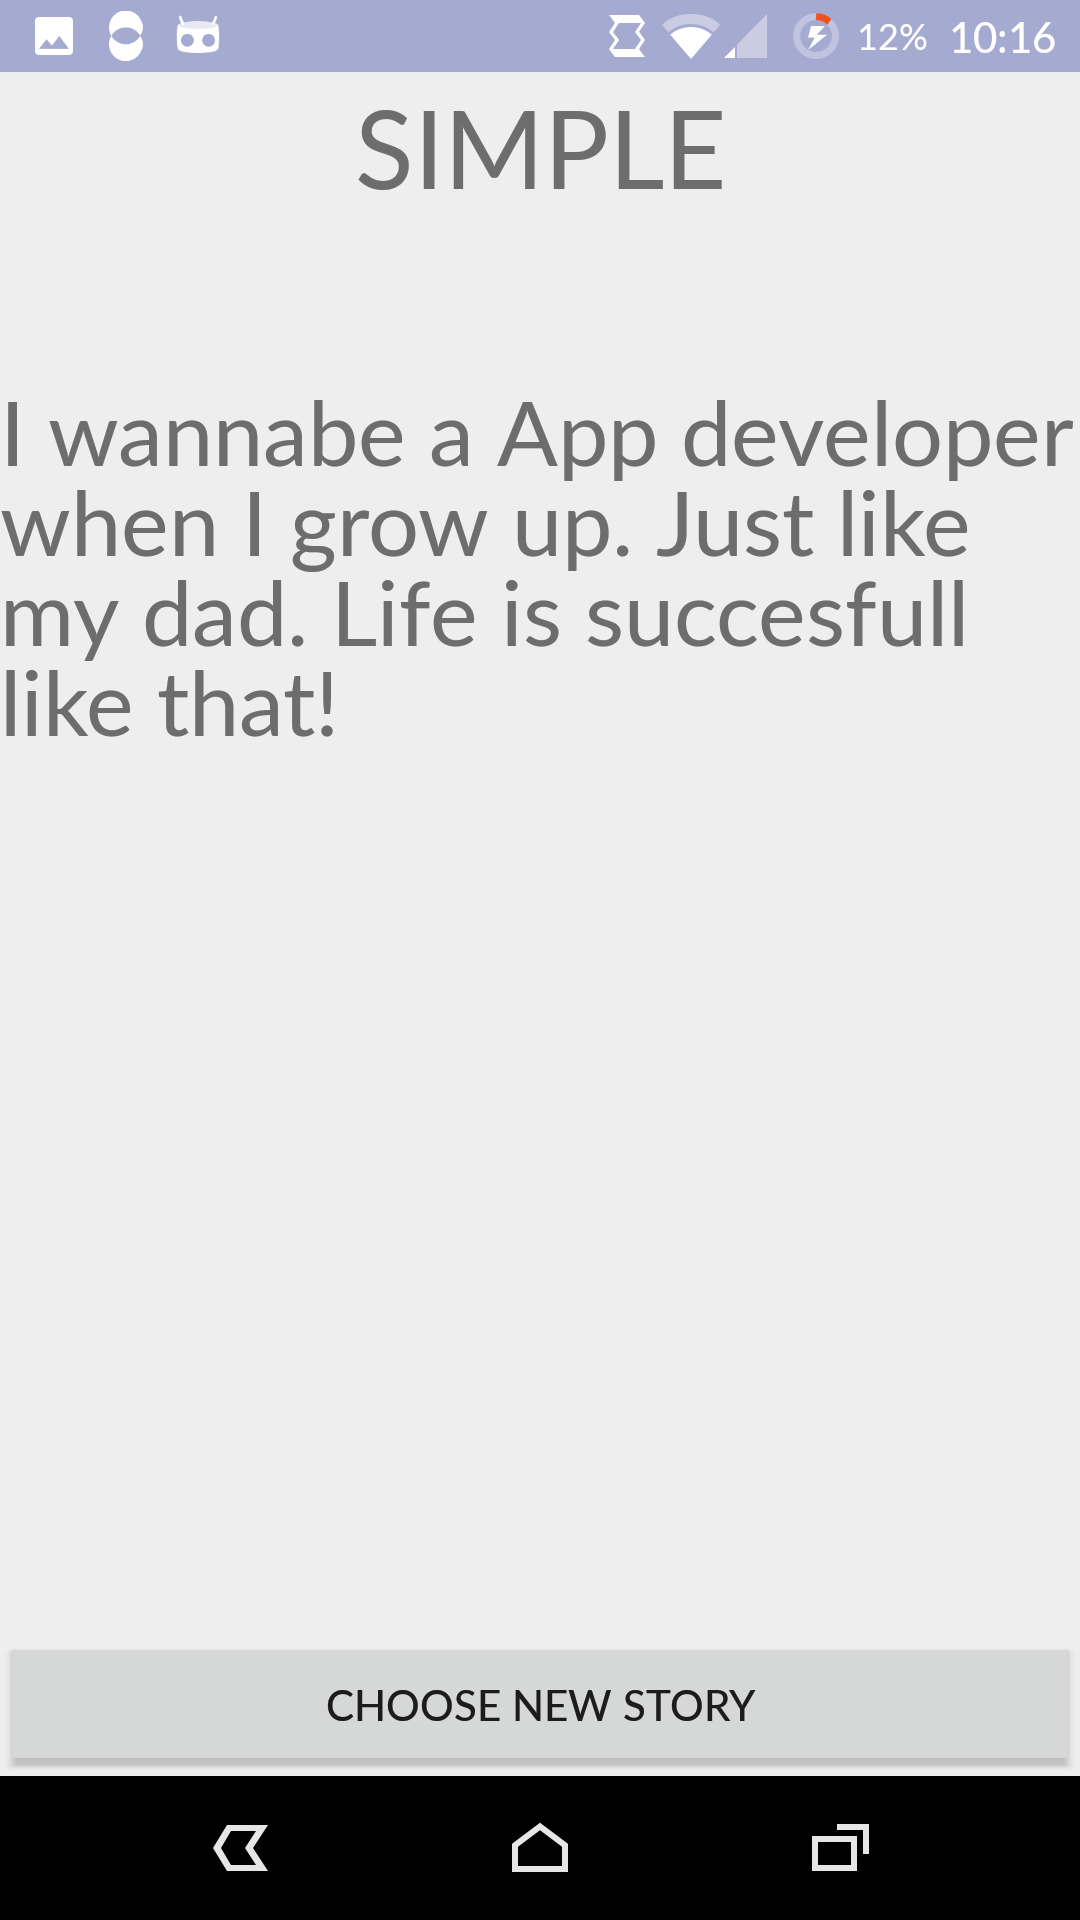 12% 10:16
SIMPLE
I wannabe a App developer
when I grow up. Just like
my dad. Life is succesfull
like that!
CHOOSE NEW STORY